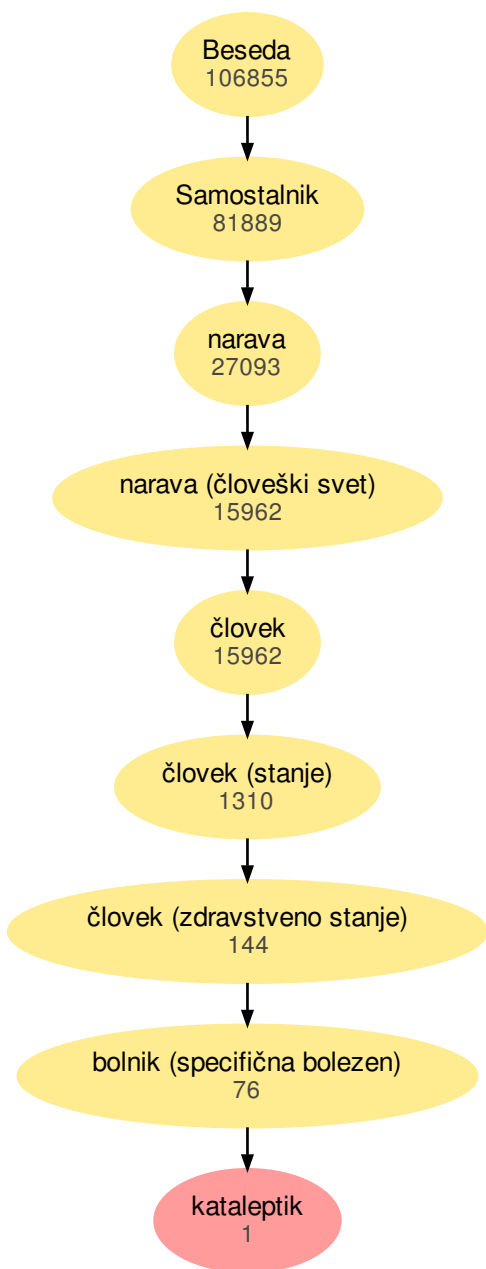 Beseda
106855
Samostalnik
81889
narava
27093
narava (človeški svet)
15962
človek
15962
človek (stanje)
1310
človek (zdravstveno stanje)
144
bolnik (specifična bolezen)
76
kataleptik
1